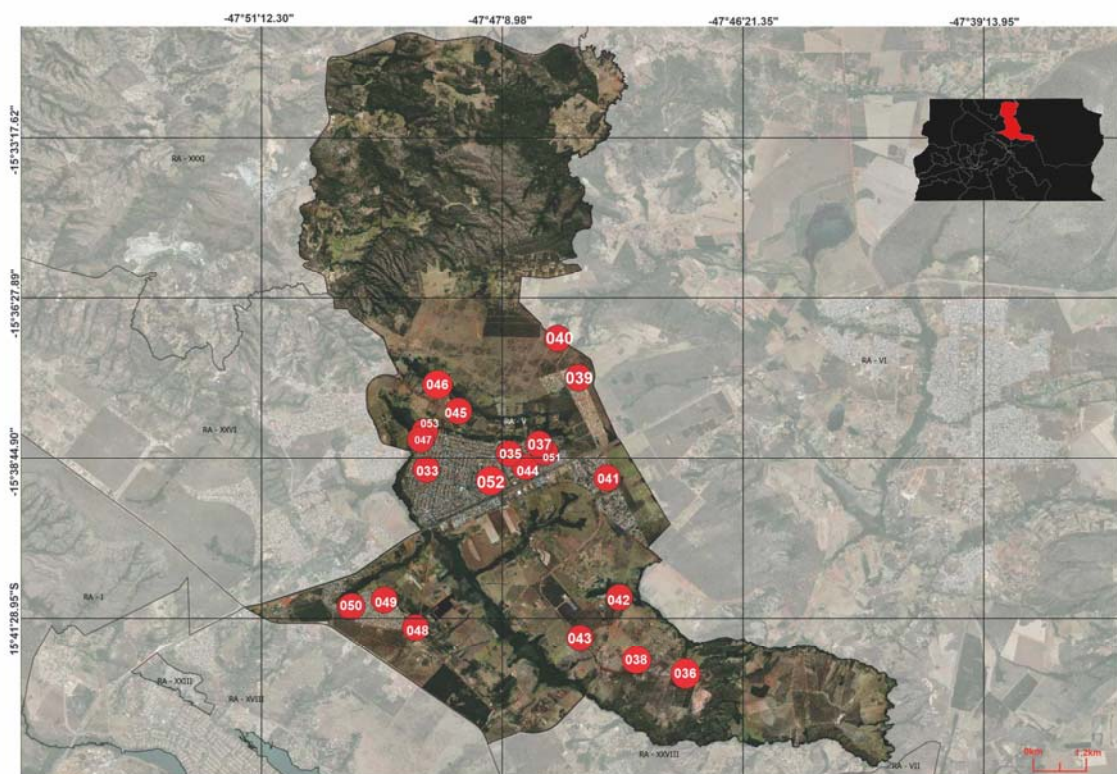 -47°51'12.30"
-47°47'8.98"
-47°46'21.35"
-47°39'13.95"
-15°33'17.62"
RA - XXXI
-15°36'27.89"
040
RA - VI
039
046
045
053
RA - V
RA - XXVI
047
037
035
051
-15°38'44.90"
033
044
041
052
RA - I
050
049
042
15°41'28.95"S
048
043
038
036
RA - XXIII
RA - XVIII
RA - XXVIII
RA - VII
0km
1.2km